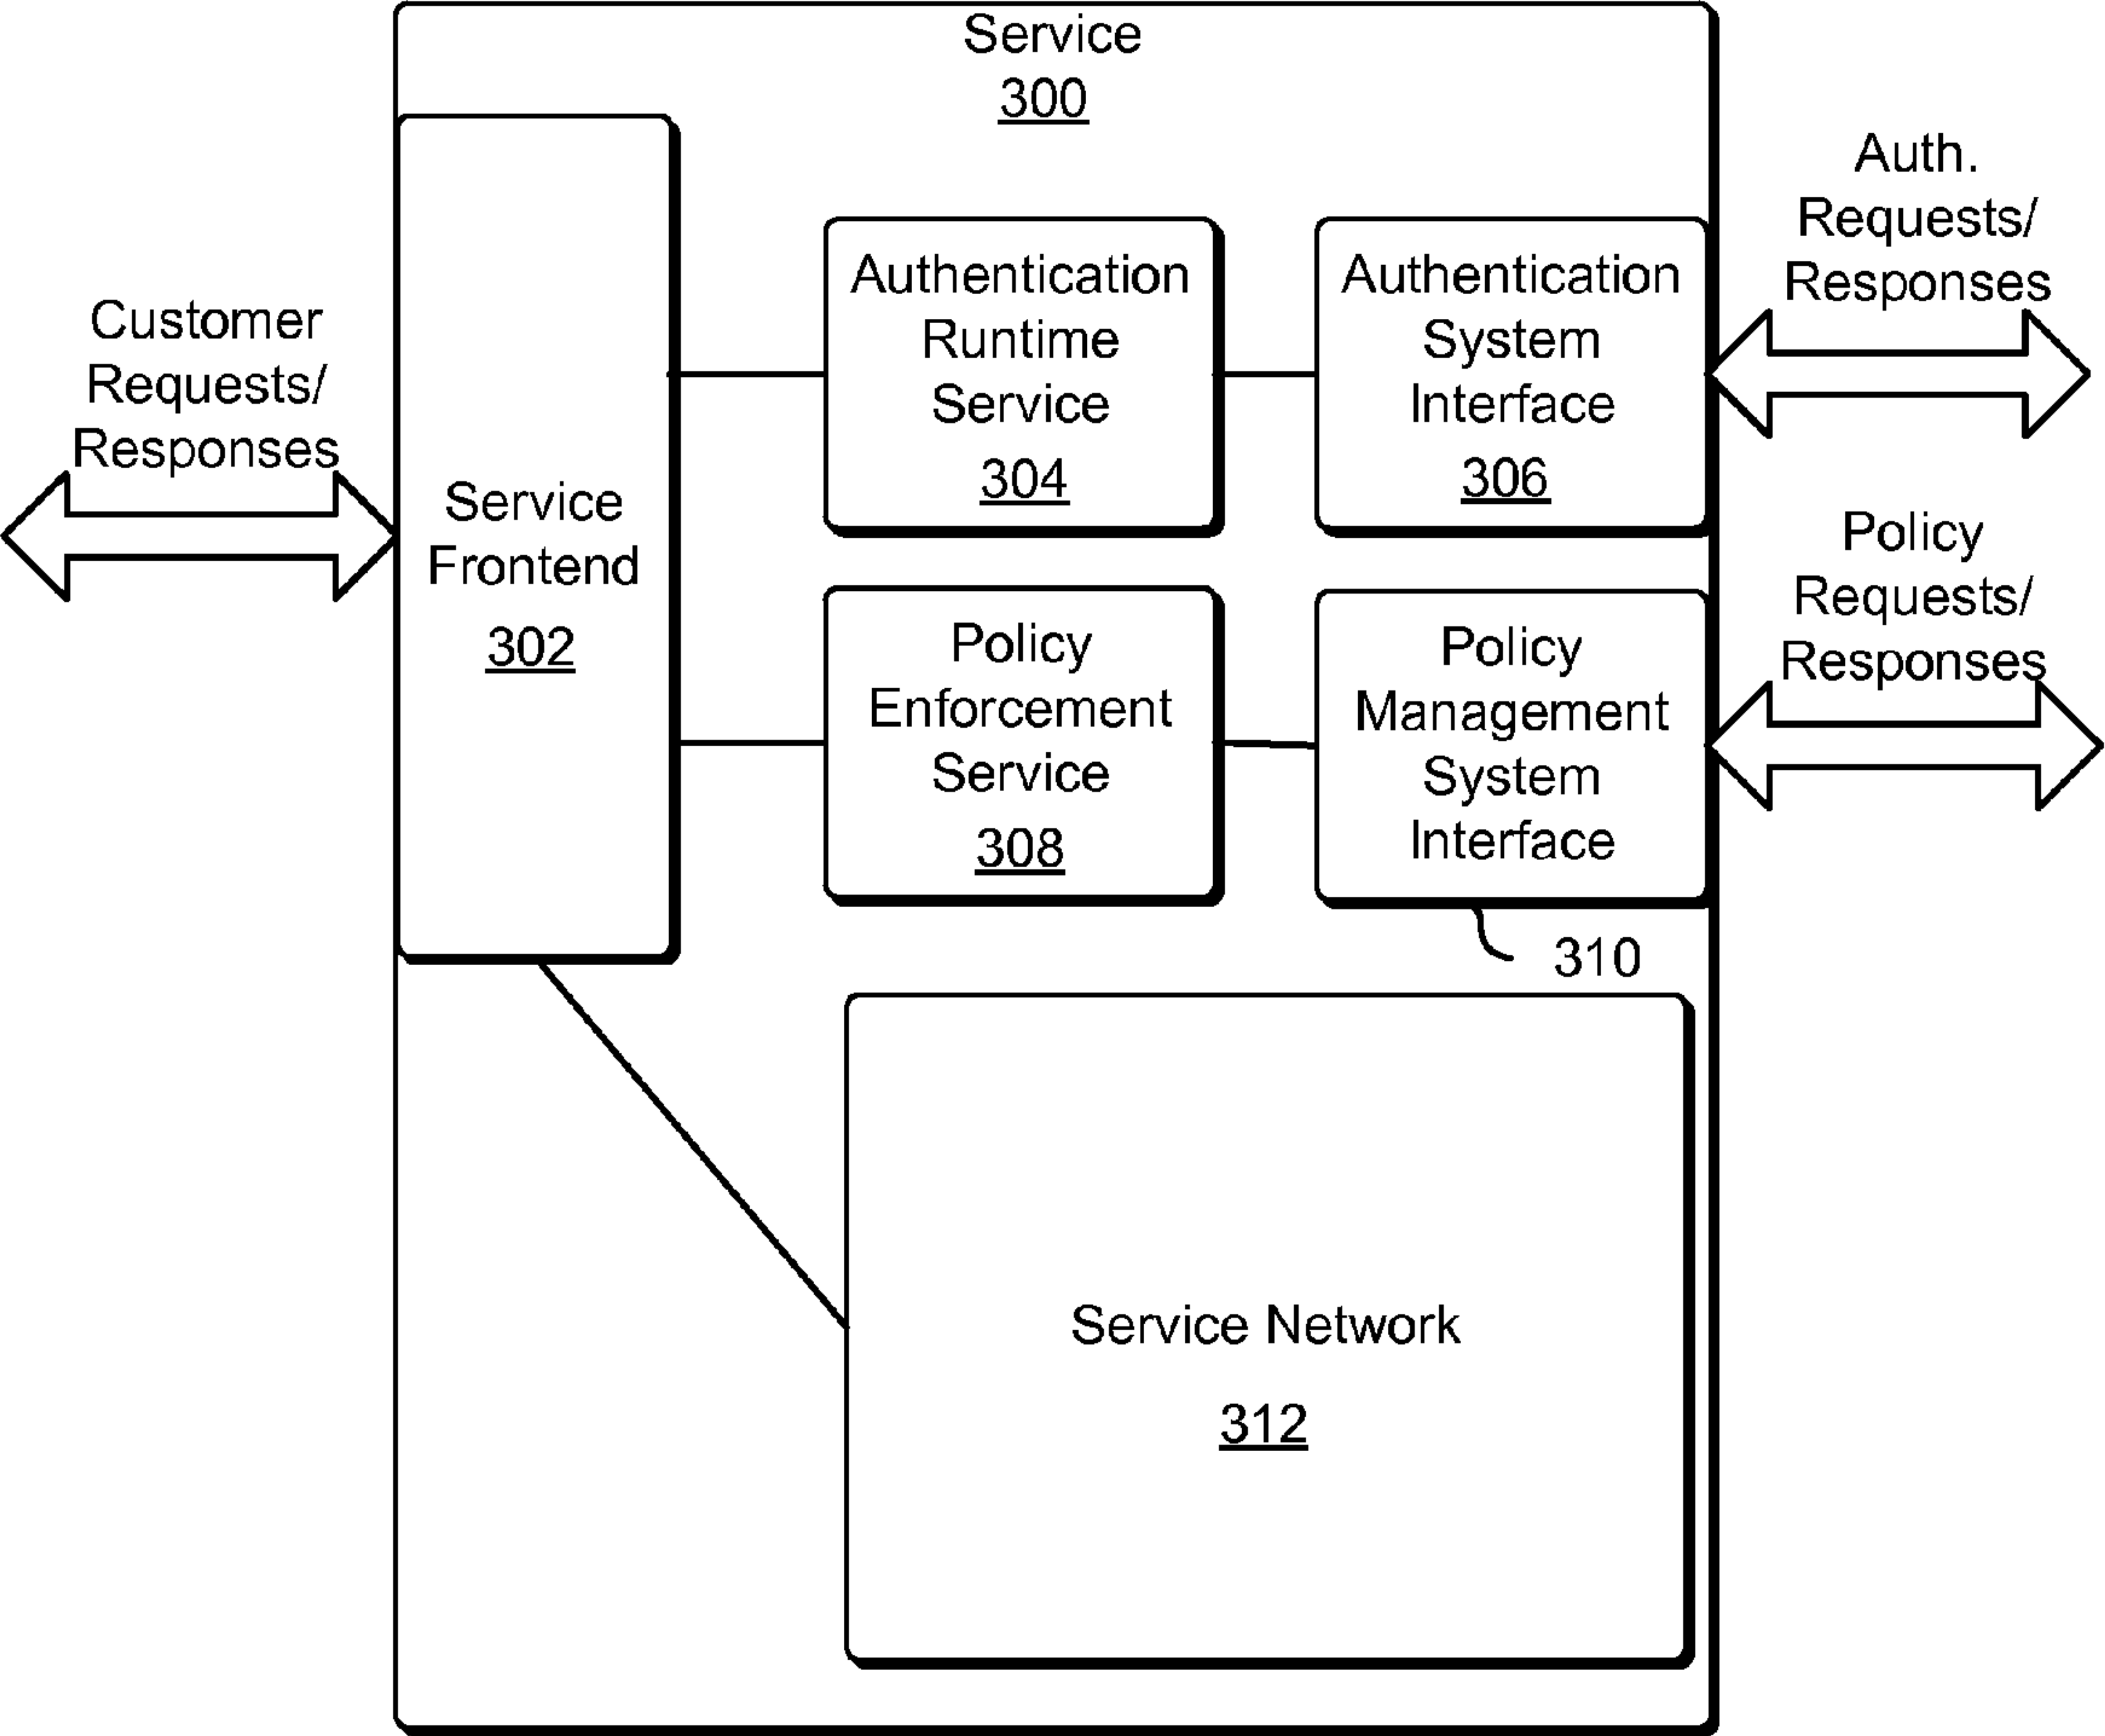 Service
300
Customer
Requests/
Responses
Service
Frontend
302
Authentication
Runtime
Service
304
Authentication
System
Interface
306
Auth.
Requests/
Responses
Policy
Enforcement
Service
308
Policy
Management
System
Interface
310
Policy
Requests/
Responses
Service Network
312